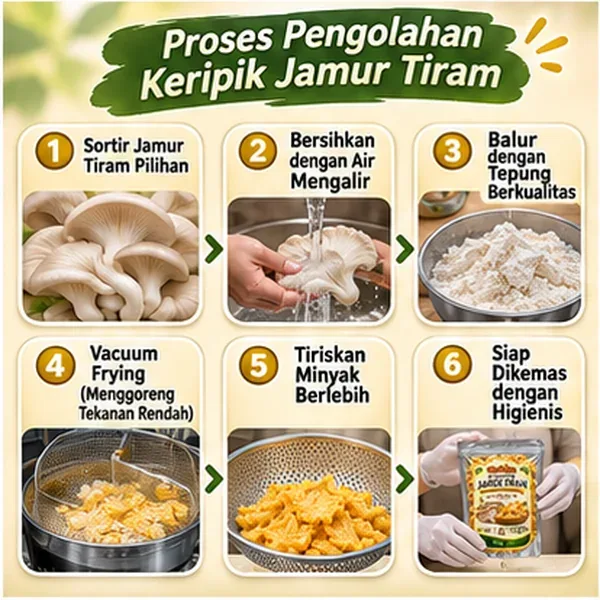 Proses Pengolahan
Keripik Jamur Tiram
1
Sortir Jamur
Tiram Pilihan
2
Bersihkan
dengan Air
Mengalir
3
Balur
dengan
Tepung
Berkualitas
4
Vacuum
Frying
(Menggoreng
Tekanan Rendah)
5
Tiriskan
Minyak
Berlebih
6
Siap
Dikemas
dengan
Higienis